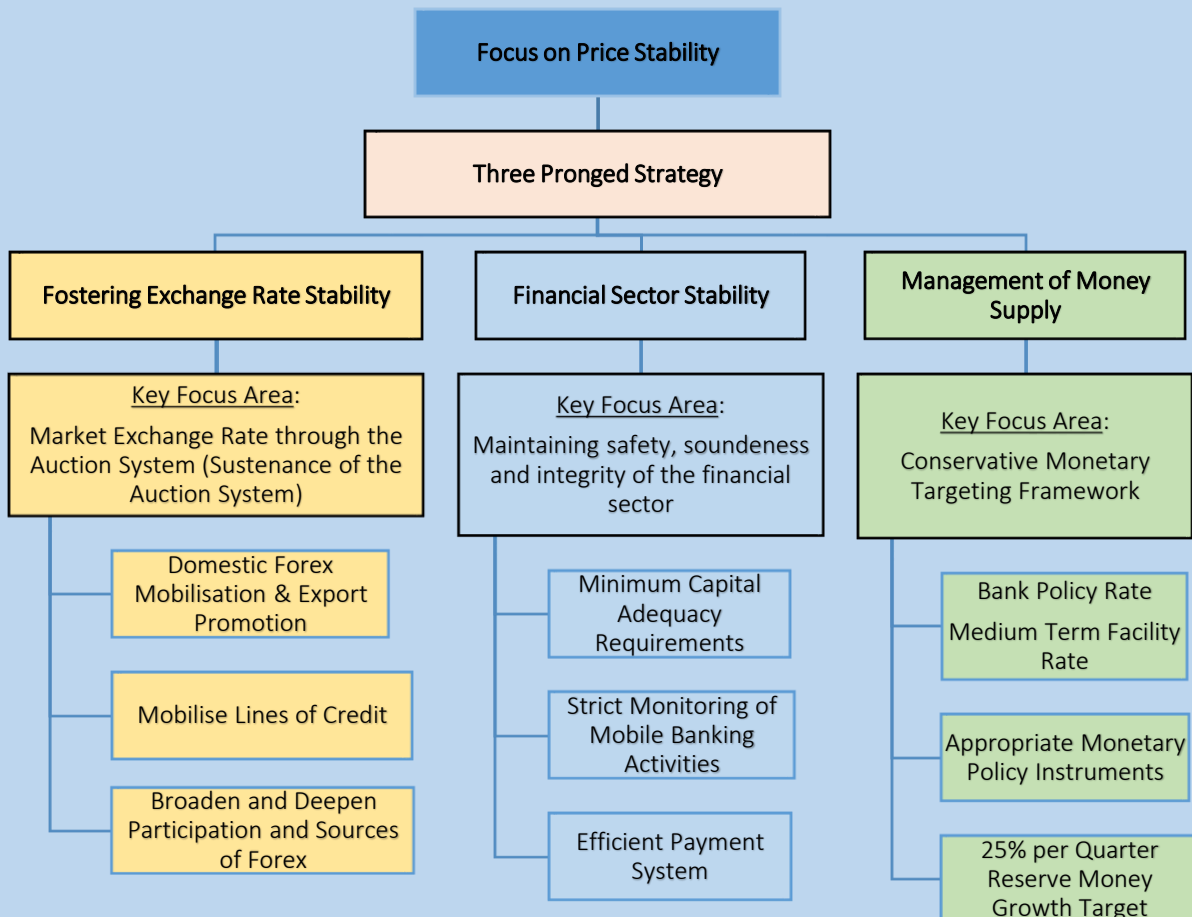 Focus on Price Stability
Three Pronged Strategy
Fostering Exchange Rate Stability
Key Focus Area:
Market Exchange Rate through the
Auction System (Sustenance of the
Auction System)
Domestic Forex
Mobilisation & Export
Promotion
Mobilise Lines of Credit
Broaden and Deepen
Participation and Sources
of Forex
Financial Sector Stability
Key Focus Area:
Maintaining safety, soundeness
and integrity of the financial
sector
Minimum Capital
Adequacy
Requirements
Strict Monitoring of
Mobile Banking
Activities
Efficient Payment
System
Management of Money
Supply
Key Focus Area:
Conservative Monetary
Targeting Framework
Bank Policy Rate
Medium Term Facility
Rate
Appropriate Monetary
Policy Instruments
25% per Quarter
Reserve Money
Growth Target